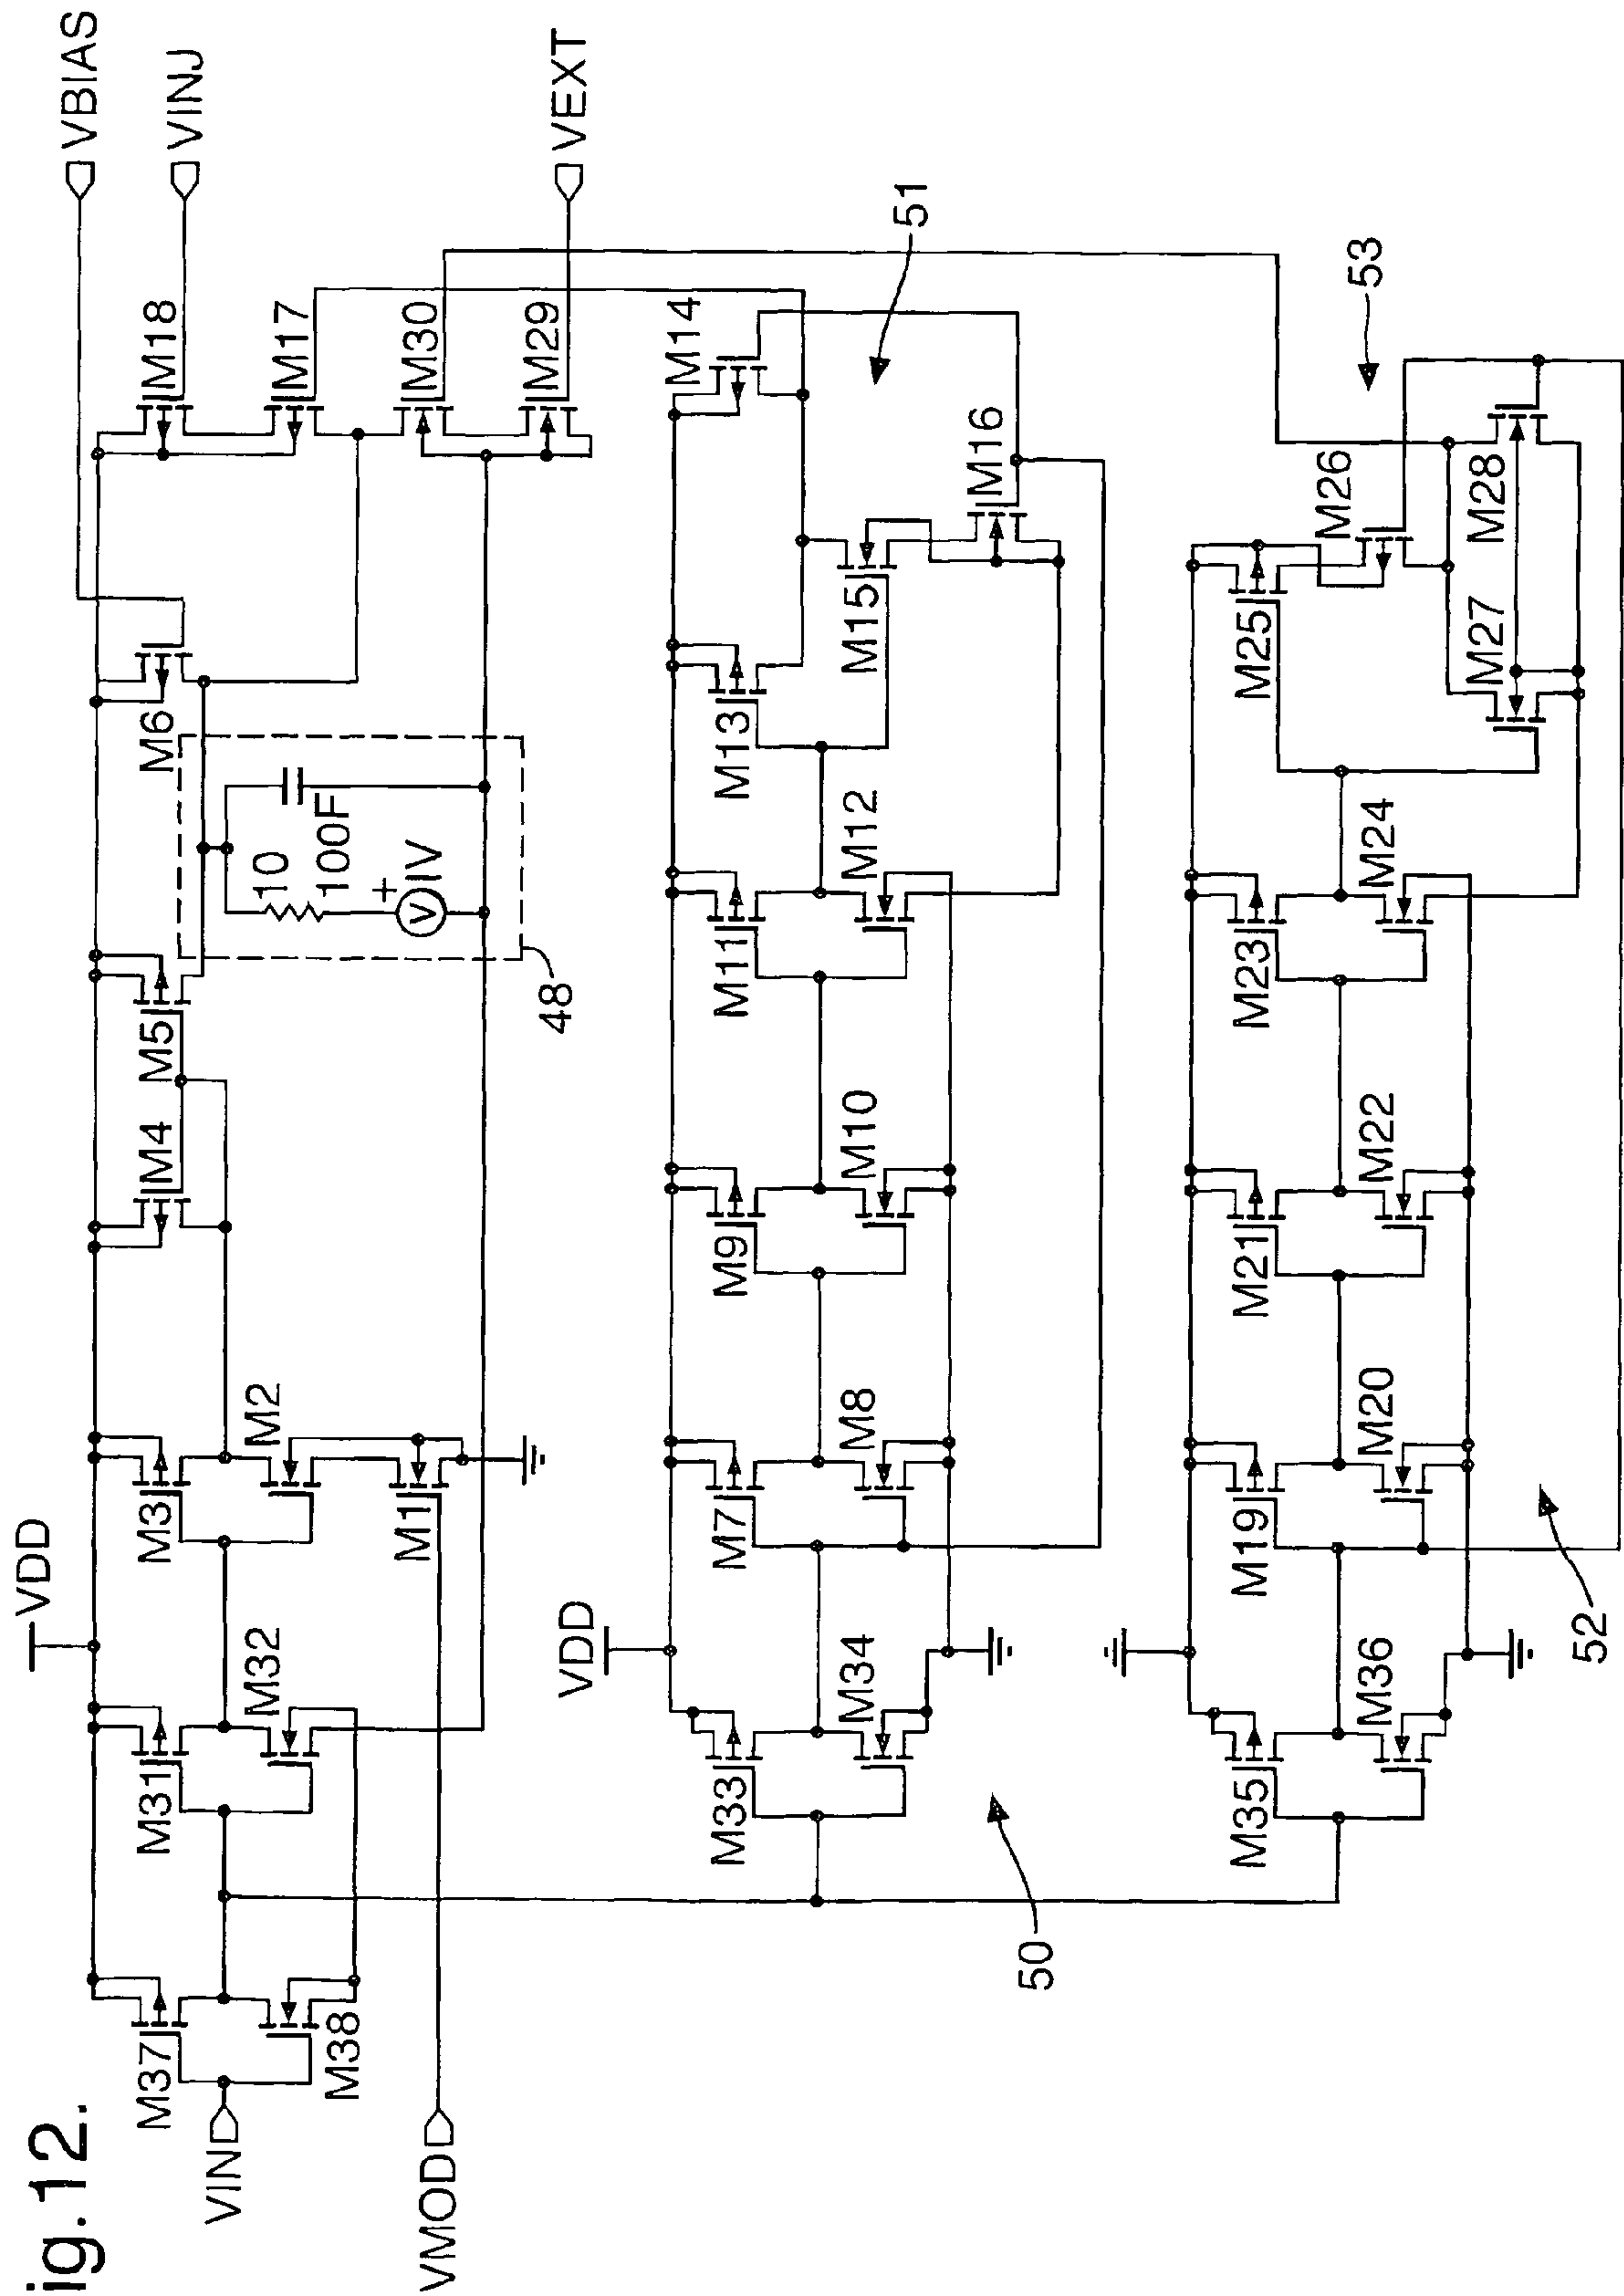 ig.12.
VDD
VBIAS
VINJ
VEXT
VIN
VMOD
M37
M38
M31
M32
M3
M2
M1
M4
M5
M6
10
100F
+
V
1V
48
M18
M17
M30
M29
VDD
M33
M34
M7
M8
M9
M10
M11
M12
M13
M14
M15
M16
50
51
M35
M36
M19
M20
M21
M22
M23
M24
M25
M26
M27
M28
52
53